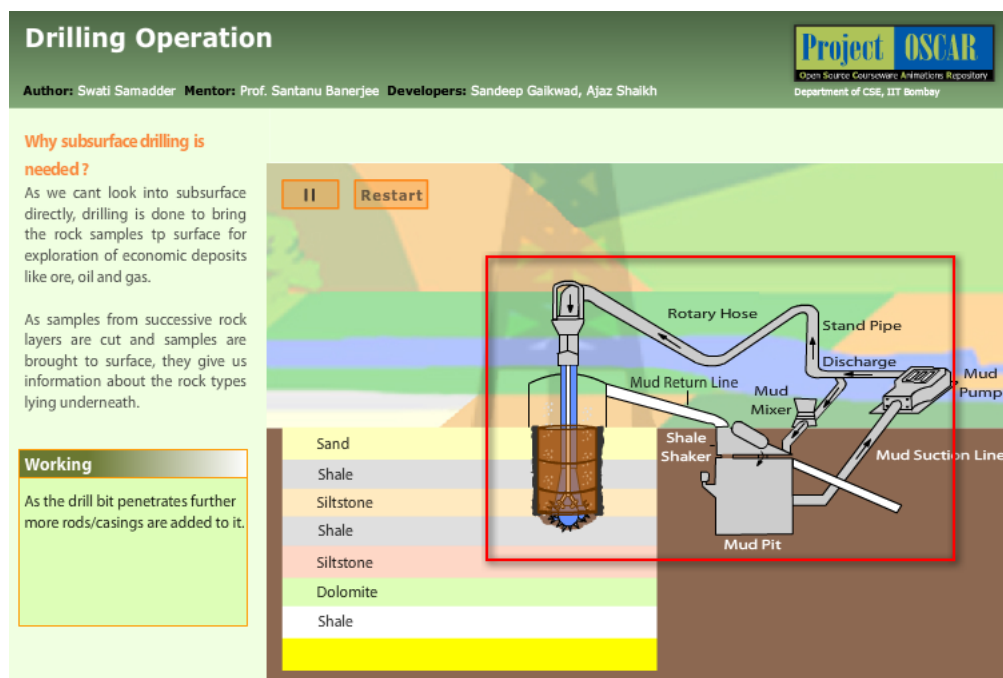 Drilling Operation
Project OSCAR
Open Source Courseware Animations Repository
Author: Swati Samadder Mentor: Prof. Santanu Banerjee Developers: Sandeep Gaikwad, Ajaz Shaikh
Department of CSE, IIT Bombay
Why subsurface drilling is
needed ?
As we cant look into subsurface
directly, drilling is done to bring
the rock samples tp surface for
exploration of economic deposits
like ore, oil and gas.
As samples from successive rock
layers are cut and samples are
brought to surface, they give us
information about the rock types
lying underneath.
Working
As the drill bit penetrates further
more rods/casings are added to it.
Restart
Rotary Hose
Stand Pipe
Discharge
Mud
Pump
Mud Return Line
Mud
Mixer
Shale
Shaker
Mud Suction Line
Mud Pit
Sand
Shale
Siltstone
Shale
Siltstone
Dolomite
Shale